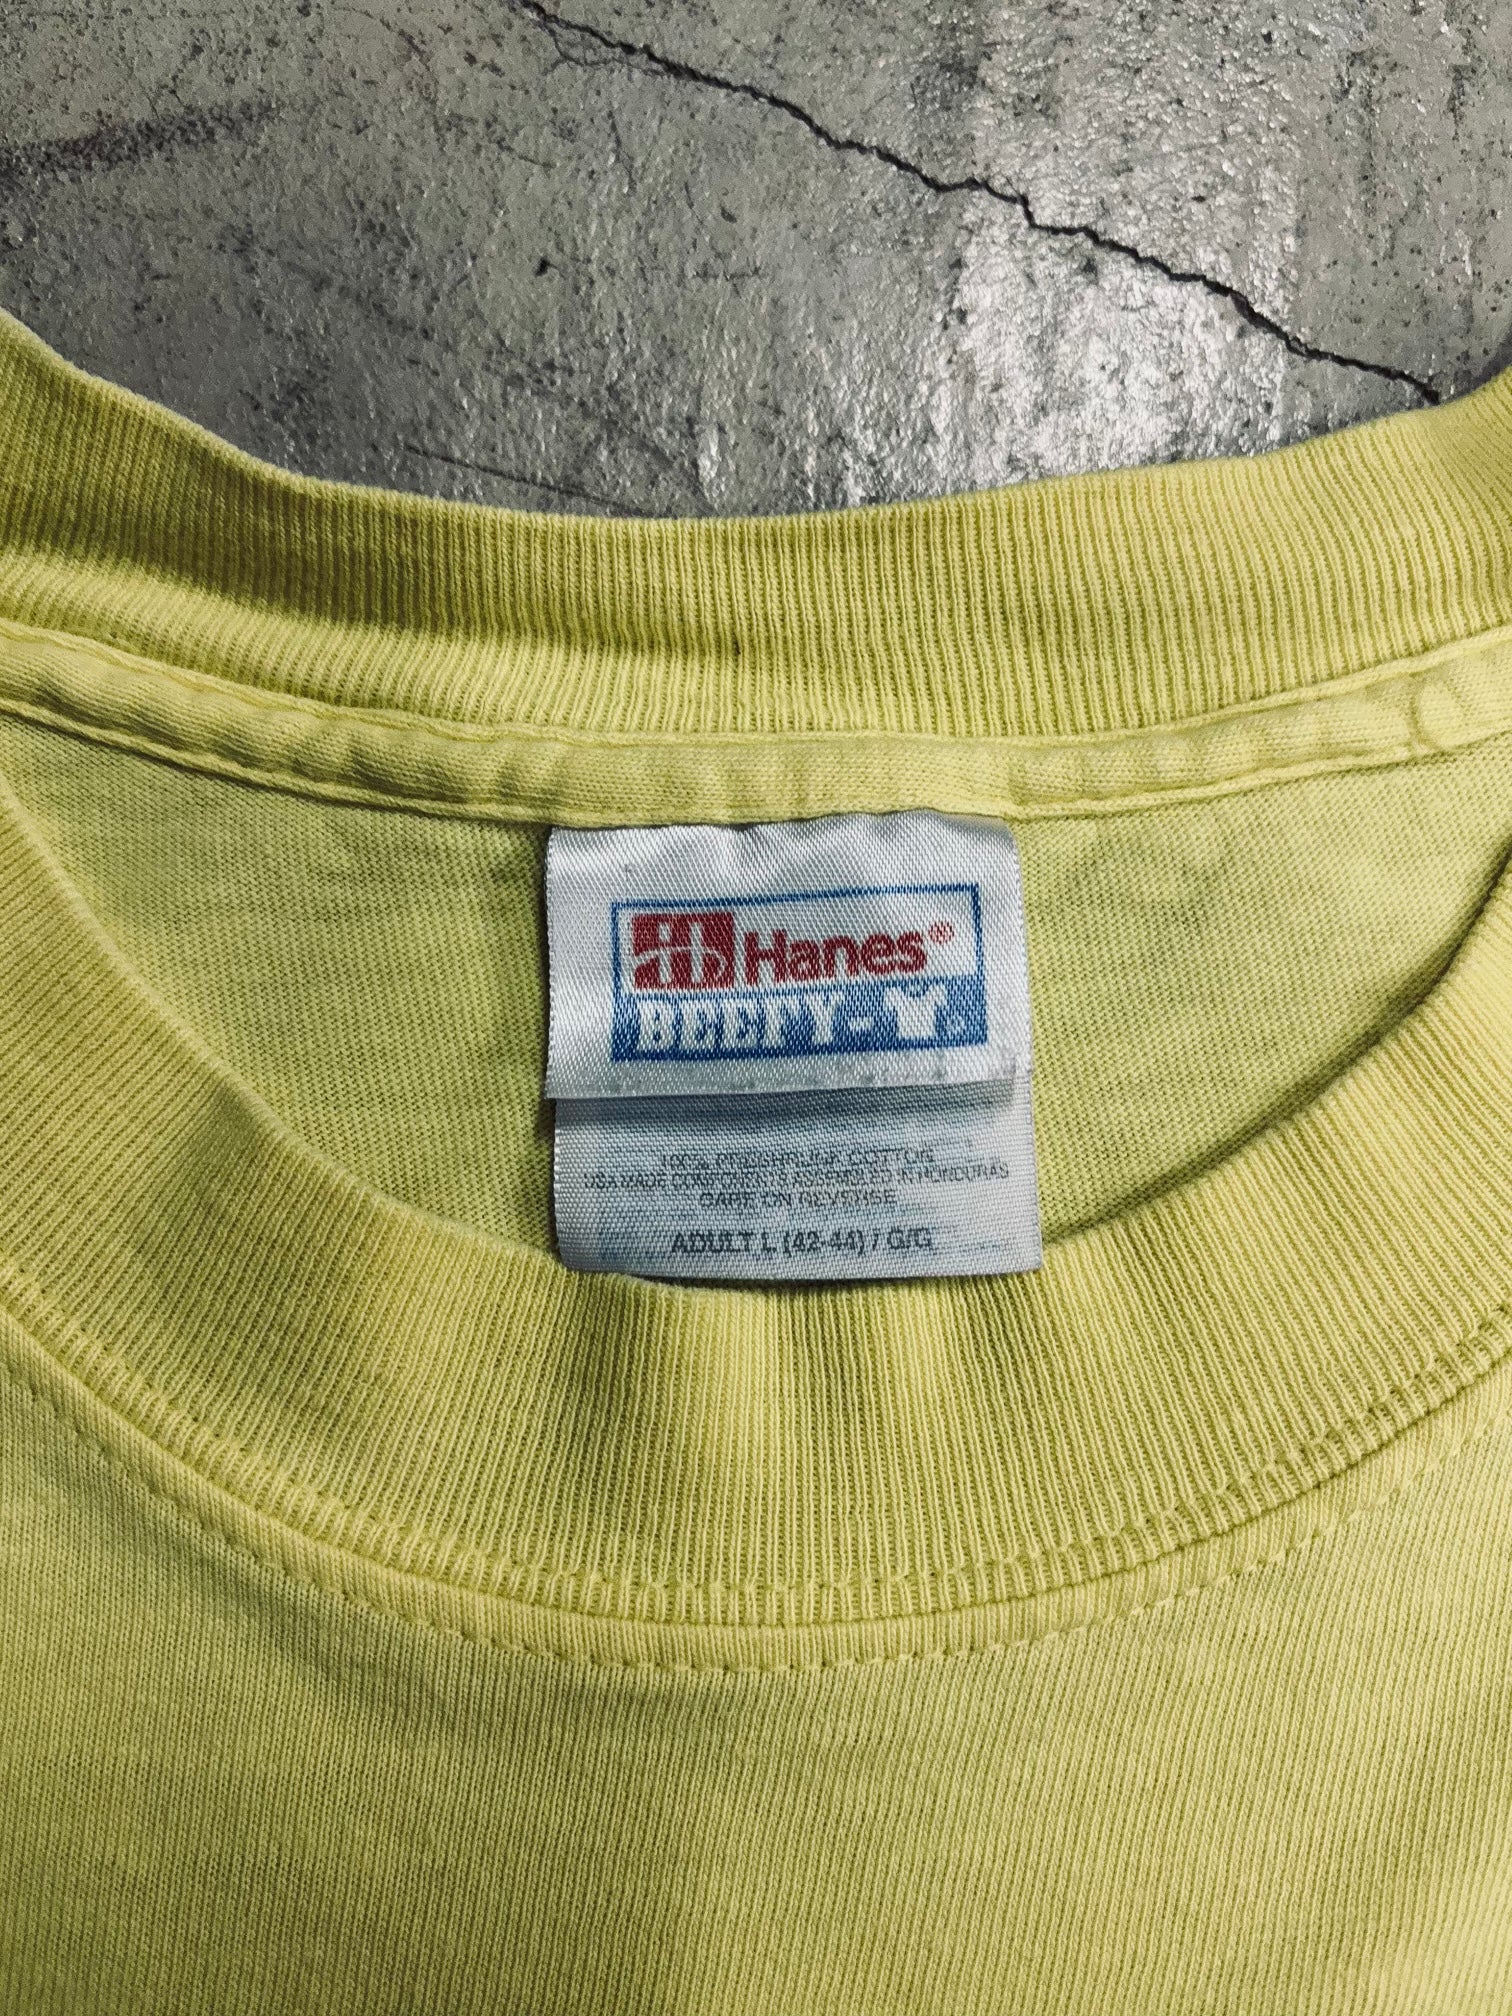 Hanes®
BEEFY-
100% PRESHRUNK COTTON
USA MADE COMPONENTS ASSEMBLED IN HONDURAS
CARE ON REVERSE
ADULT L (42-44) / G/G